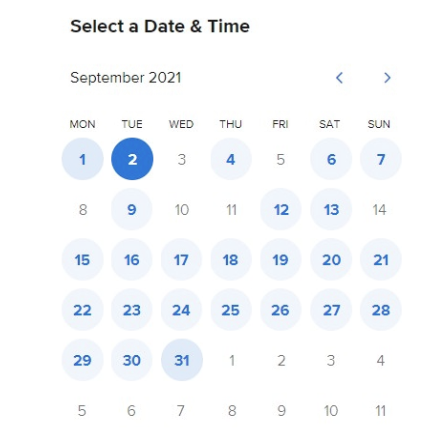 Select a Date & Time
September 2021
MON TUE WED THU FRI SAT SUN
1 2 3 4 5 6 7
8 9 10 11 12 13 14
15 16 17 18 19 20 21
22 23 24 25 26 27 28
29 30 31 1 2 3 4
5 6 7 8 9 10 11